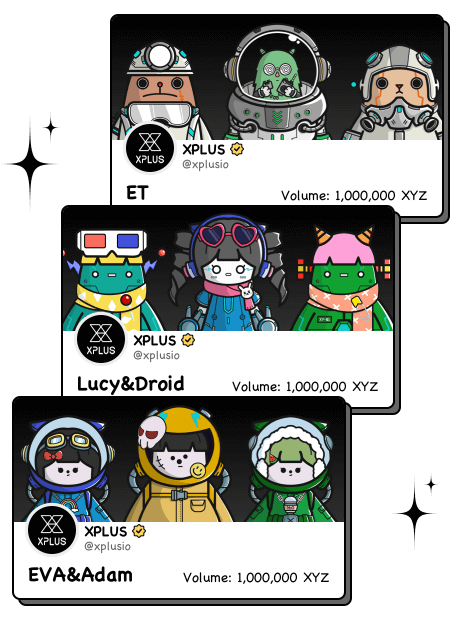 XPLUS
XPLUS
@xplusio
ET
Volume: 1,000,000 XYZ
XPLUS
XPLUS
@xplusio
Lucy&Droid
Volume: 1,000,000 XYZ
XPLUS
XPLUS
@xplusio
EVA&Adam
Volume: 1,000,000 XYZ